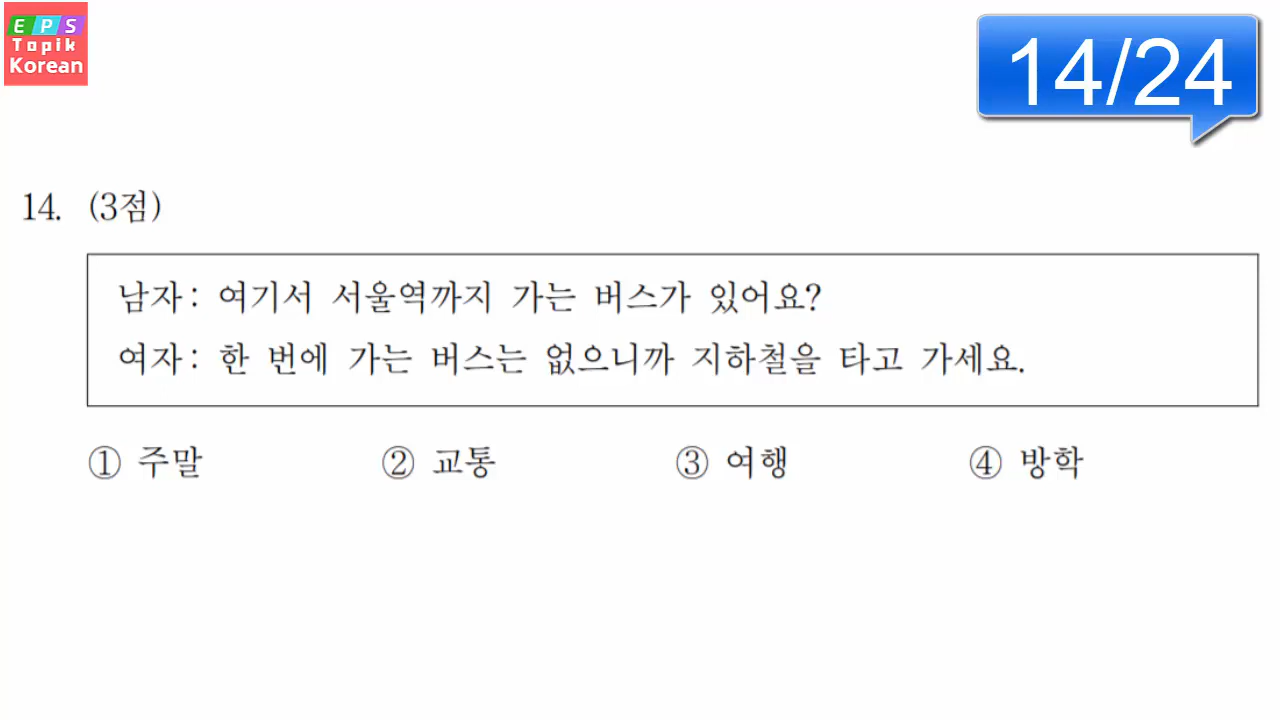 EPS
Topik
Korean
14/24
14. (3점)
남자: 여기서 서울역까지 가는 버스가 있어요?
여자: 한 번에 가는 버스는 없으니까 지하철을 타고 가세요.
① 주말 ② 교통 ③ 여행 ④ 방학